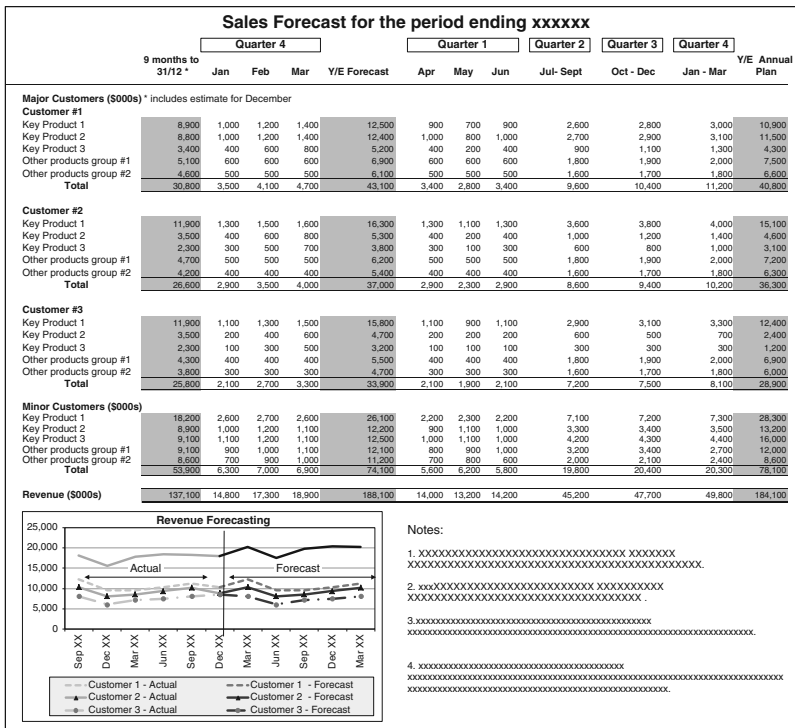 Sales Forecast for the period ending xxxxxx
Quarter 4 Quarter 1 Quarter 2 Quarter 3 Quarter 4
9 months to 31/12 * Jan Feb Mar Y/E Forecast Apr May Jun Jul- Sept Oct - Dec Jan - Mar Y/E Annual Plan
Major Customers ($000s) * includes estimate for December
Customer #1
Key Product 1 8,900 1,000 1,200 1,400 12,500 900 700 900 2,600 2,800 3,000 10,900
Key Product 2 8,800 1,000 1,200 1,400 12,400 1,000 800 1,000 2,700 2,900 3,100 11,500
Key Product 3 3,400 400 600 800 5,200 400 200 400 900 1,100 1,300 4,300
Other products group #1 5,100 600 600 600 6,900 600 600 600 1,800 1,900 2,000 7,500
Other products group #2 4,600 500 500 500 6,100 500 500 500 1,600 1,700 1,800 6,600
Total 30,800 3,500 4,100 4,700 43,100 3,400 2,800 3,400 9,600 10,400 11,200 40,800
Customer #2
Key Product 1 11,900 1,300 1,500 1,600 16,300 1,300 1,100 1,300 3,600 3,800 4,000 15,100
Key Product 2 3,500 400 600 800 5,300 400 200 400 1,000 1,200 1,400 4,600
Key Product 3 2,300 300 500 700 3,800 300 100 300 600 800 1,000 3,100
Other products group #1 4,700 500 500 500 6,200 500 500 500 1,800 1,900 2,000 7,200
Other products group #2 4,200 400 400 400 5,400 400 400 400 1,600 1,700 1,800 6,300
Total 26,600 2,900 3,500 4,000 37,000 2,900 2,300 2,900 8,600 9,400 10,200 36,300
Customer #3
Key Product 1 11,900 1,100 1,300 1,500 15,800 1,100 900 1,100 2,900 3,100 3,300 12,400
Key Product 2 3,500 200 400 600 4,700 200 200 200 600 500 700 2,400
Key Product 3 2,300 100 300 500 3,200 100 100 100 300 300 300 1,200
Other products group #1 4,300 400 400 400 5,500 400 400 400 1,800 1,900 2,000 6,900
Other products group #2 3,800 300 300 300 4,700 300 300 300 1,600 1,700 1,800 6,000
Total 25,800 2,100 2,700 3,300 33,900 2,100 1,900 2,100 7,200 7,500 8,100 28,900
Minor Customers ($000s)
Key Product 1 18,200 2,600 2,700 2,600 26,100 2,200 2,300 2,200 7,100 7,200 7,300 28,300
Key Product 2 8,900 1,000 1,200 1,100 12,200 900 1,100 1,000 3,300 3,400 3,500 13,200
Key Product 3 9,100 1,100 1,200 1,100 12,500 1,000 1,100 1,000 4,200 4,300 4,400 16,000
Other products group #1 9,100 900 1,000 1,100 12,100 800 900 1,000 3,200 3,400 2,700 12,000
Other products group #2 8,600 700 900 1,000 11,200 700 800 600 2,000 2,100 2,400 8,600
Total 53,900 6,300 7,000 6,900 74,100 5,600 6,200 5,800 19,800 20,400 20,300 78,100
Revenue ($000s) 137,100 14,800 17,300 18,900 188,100 14,000 13,200 14,200 45,200 47,700 49,800 184,100
Revenue Forecasting
25,000
20,000
15,000
10,000
5,000
0
Actual Forecast
Sep XX Dec XX Mar XX Jun XX Sep XX Dec XX Mar XX Jun XX Sep XX Dec XX Mar XX
Customer 1 - Actual Customer 1 - Forecast
Customer 2 - Actual Customer 2 - Forecast
Customer 3 - Actual Customer 3 - Forecast
Notes:
1. XXXXXXXXXXXXXXXXXXXXXXXXXXXXXXX XXXXXXX
XXXXXXXXXXXXXXXXXXXXXXXXXXXXXXXXXXXXXXXXXXXX.
2. xxxXXXXXXXXXXXXXXXXXXXXXXXX XXXXXXXXXX
XXXXXXXXXXXXXXXXXXXXXXXXXXXXXXXXXXX .
3.xxxxxxxxxxxxxxxxxxxxxxxxxxxxxxxxxxxxxxxxxxxxxxx
xxxxxxxxxxxxxxxxxxxxxxxxxxxxxxxxxxxxxxxxxxxxxxxxxxxxxxxxxxxxxxxxxxxxx.
4. xxxxxxxxxxxxxxxxxxxxxxxxxxxxxxxxxxxxxxxxx
xxxxxxxxxxxxxxxxxxxxxxxxxxxxxxxxxxxxxxxxxxxxxxxxxxxxxxxxxxxxxxxxxxxxxxxxxxx
xxxxxxxxxxxxxxxxxxxxxxxxxxxxxxxxxxxxxxxxxxxxxxxxxxxx.